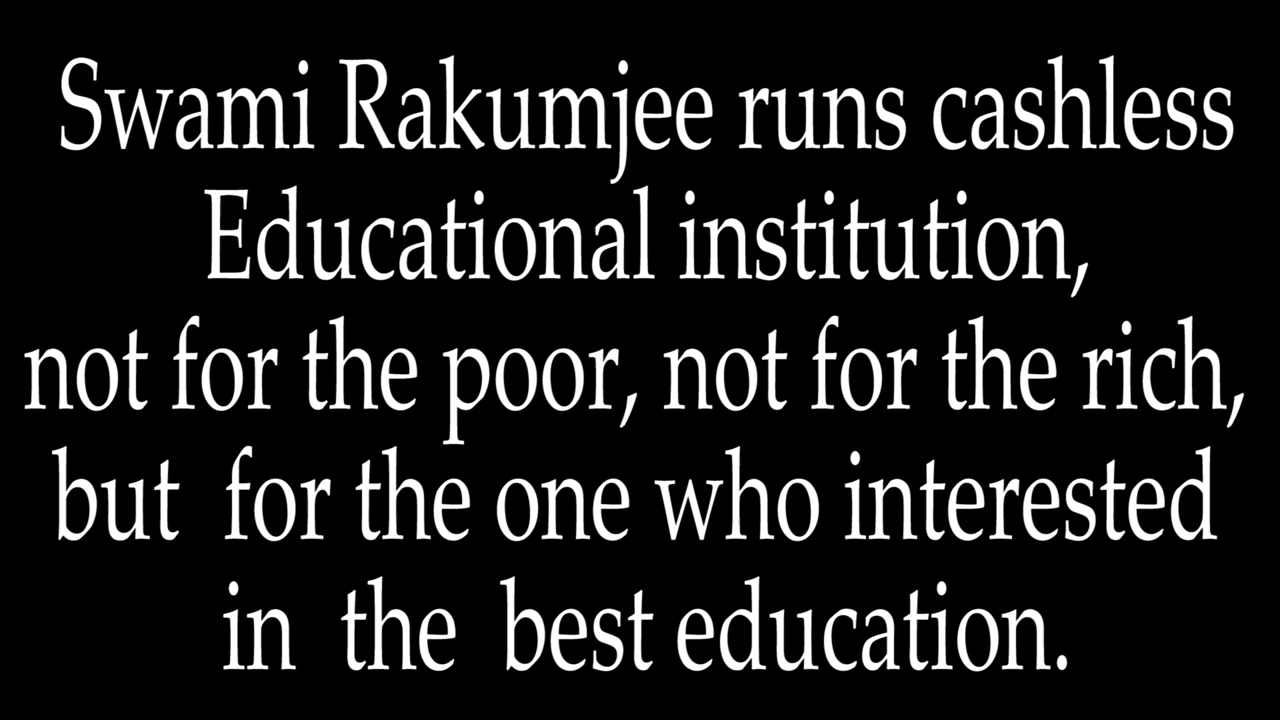 Swami Rakumjee runs cashless
Educational institution,
not for the poor, not for the rich,
but for the one who interested
in the best education.